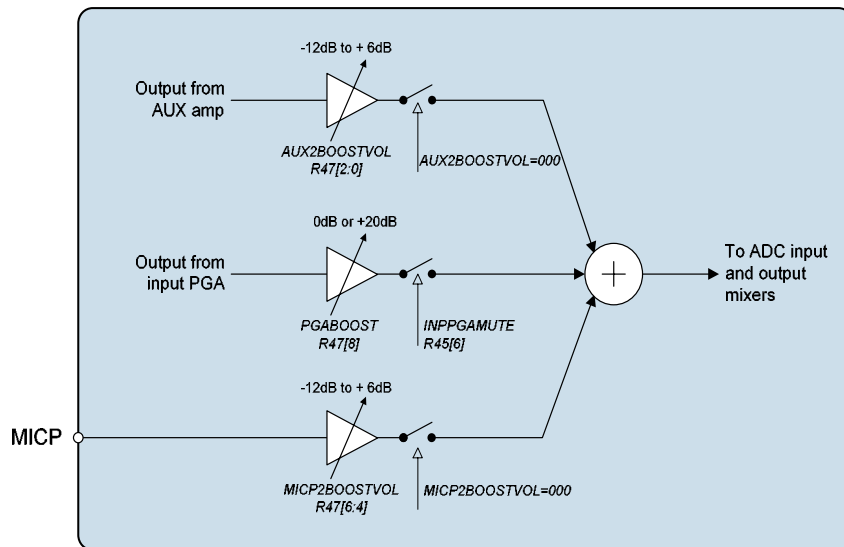 -12dB to + 6dB
Output from
AUX amp
AUX2BOOSTVOL
R47[2:0]
AUX2BOOSTVOL=000
0dB or +20dB
Output from
input PGA
PGABOOST
R47[8]
INPPGAMUTE
R45[6]
+
To ADC input
and output
mixers
-12dB to + 6dB
MICP
MICP2BOOSTVOL
R47[6:4]
MICP2BOOSTVOL=000